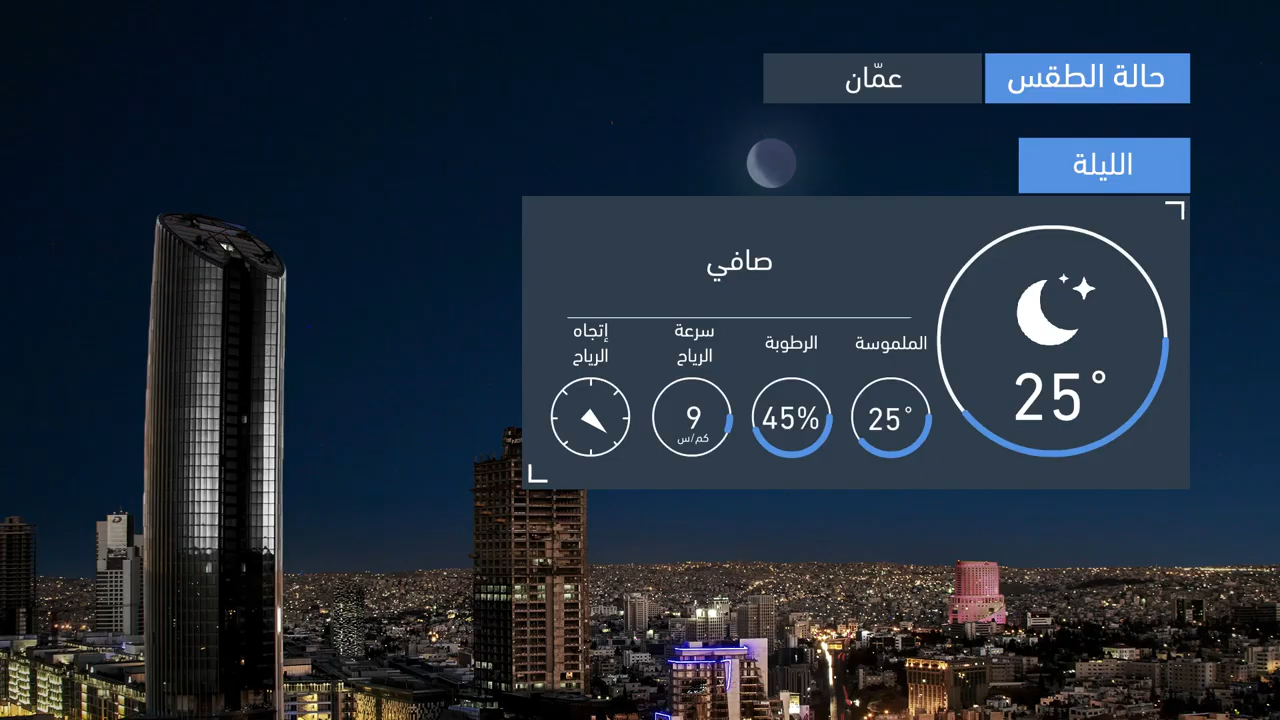 حالة الطقس
عمّان
الليلة
صافي
25°
الملموسة
25°
الرطوبة
45%
سرعة
الرياح
9
كم/س
إتجاه
الرياح